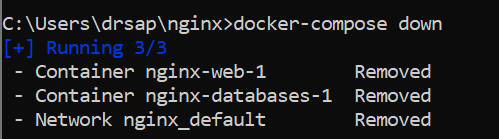 C:\Users\drsap\nginx>docker-compose down
[+] Running 3/3
 - Container nginx-web-1        Removed
 - Container nginx-databases-1  Removed
 - Network nginx_default        Removed